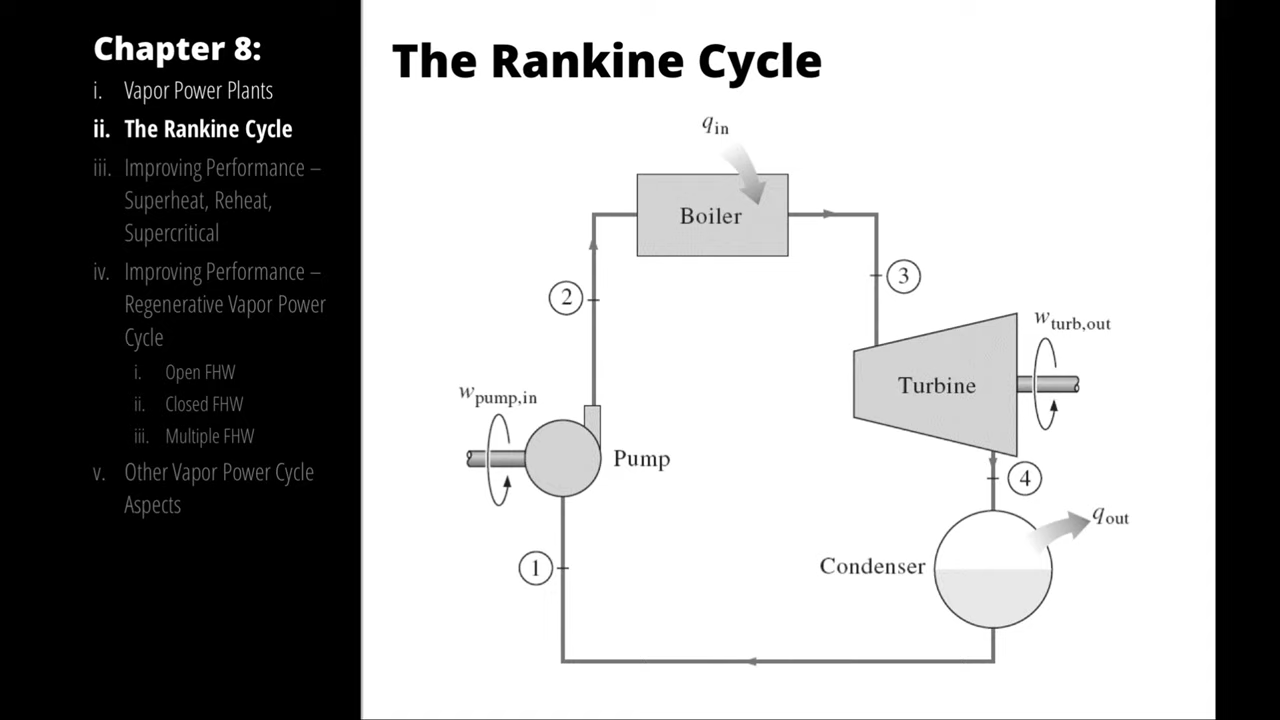 Chapter 8:
i. Vapor Power Plants
ii. The Rankine Cycle
iii. Improving Performance –
Superheat, Reheat,
Supercritical
iv. Improving Performance –
Regenerative Vapor Power
Cycle
i. Open FHW
ii. Closed FHW
iii. Multiple FHW
v. Other Vapor Power Cycle
Aspects
The Rankine Cycle
qin
Boiler
3
2
wturb,out
Turbine
wpump,in
Pump
4
qout
Condenser
1